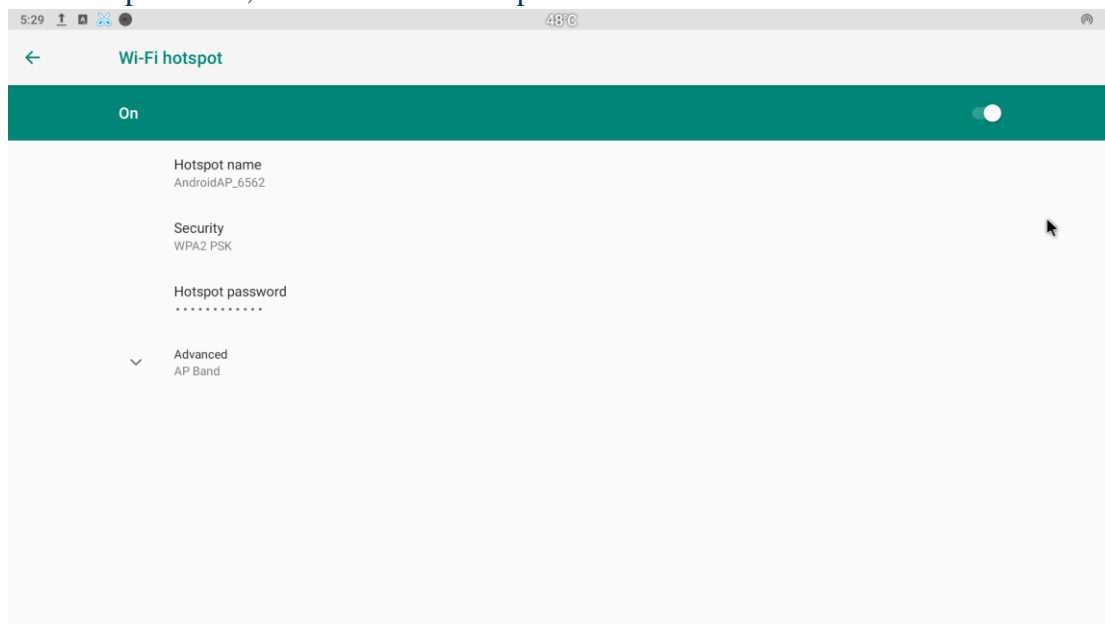 5:29
48°C
Wi-Fi hotspot
On
Hotspot name
AndroidAP_6562
Security
WPA2 PSK
Hotspot password
············
Advanced
AP Band